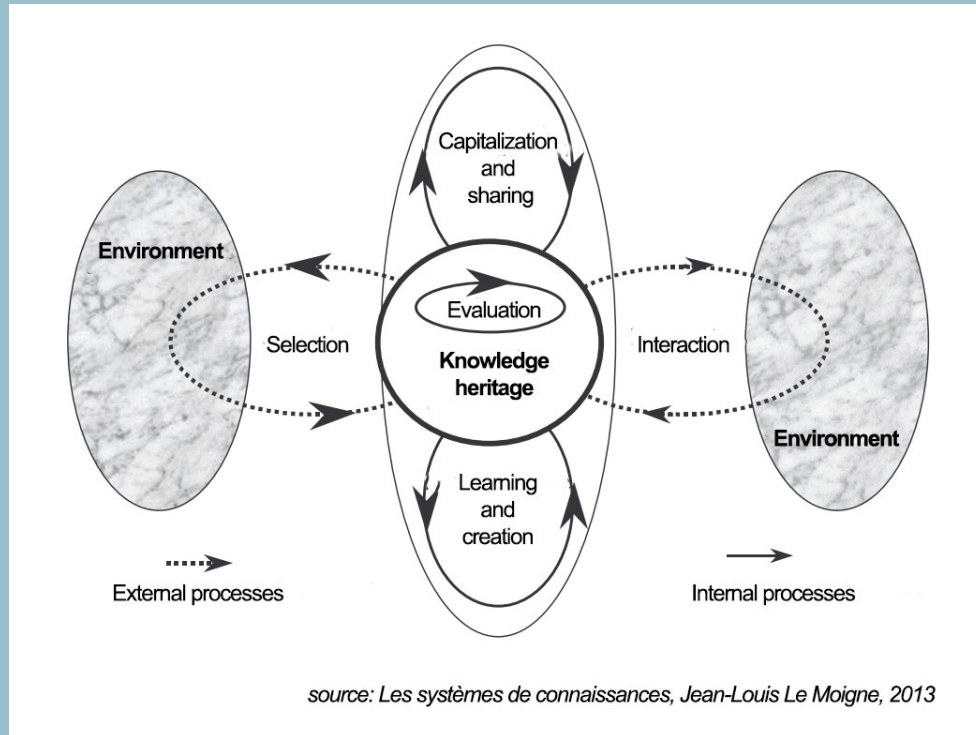 Capitalization
and
sharing
Environment
Evaluation
Selection
Knowledge
heritage
Interaction
Environment
Learning
and
creation
External processes
Internal processes
source: Les systèmes de connaissances, Jean-Louis Le Moigne, 2013